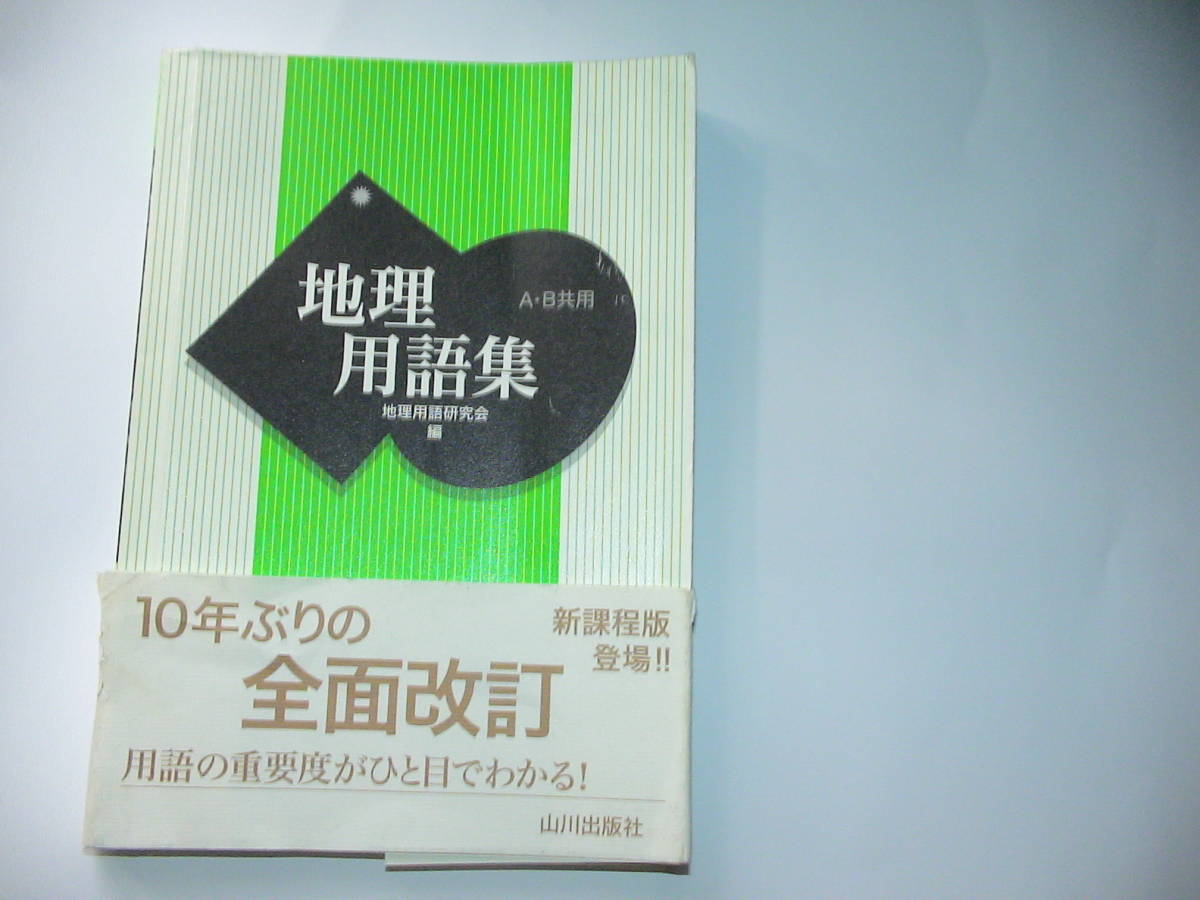 地理
用語集
A・B共用
地理用語研究会
編
10年ぶりの
全面改訂
新課程版
登場!!
用語の重要度がひと目でわかる!
山川出版社